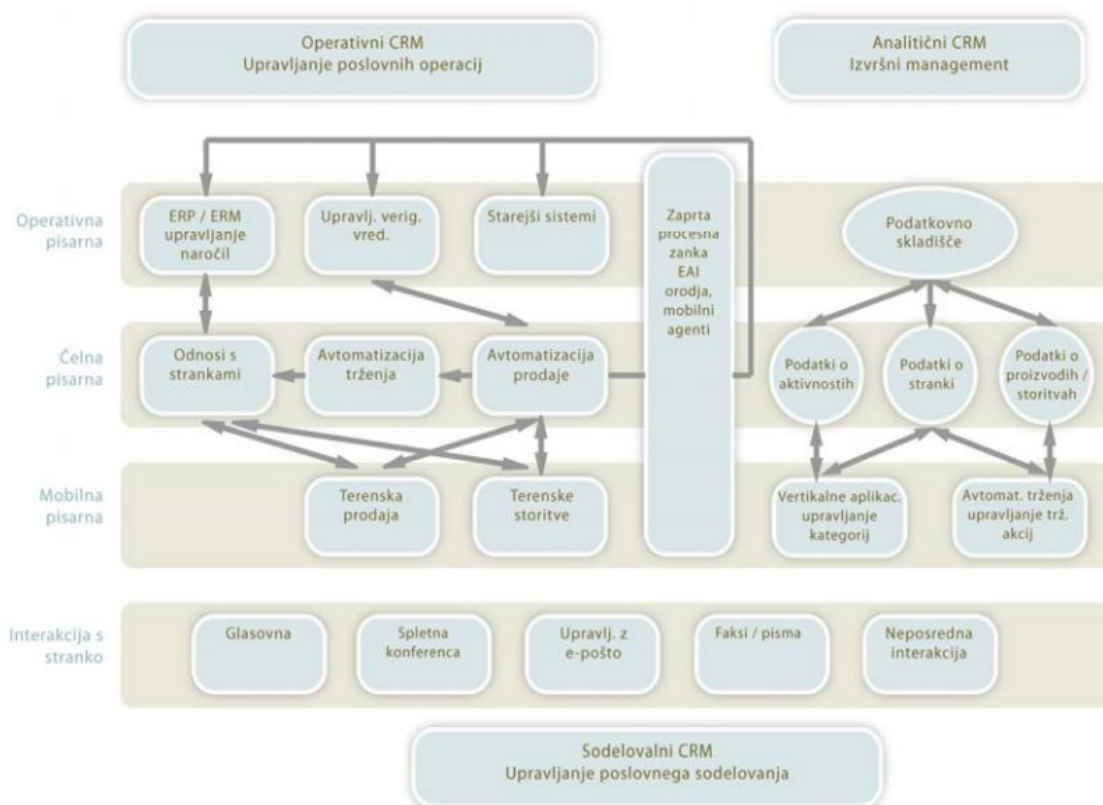 Operativni CRM
Upravljanje poslovnih operacij
Analitični CRM
Izvršni management
Operativna
pisarna
ERP / ERM
upravljanje
naročil
Upravlj. verig.
vred.
Starejši sistemi
Zaprta
procesna
zanka
EAI
orodja,
mobilni
agenti
Podatkovno
skladišče
Čelna
pisarna
Odnosi s
strankami
Avtomatizacija
trženja
Avtomatizacija
prodaje
Podatki o
aktivnostih
Podatki o
stranki
Podatki o
proizvodih /
storitvah
Mobilna
pisarna
Terenska
prodaja
Terenske
storitve
Vertikalne aplikac.
upravljanje
kategorij
Avtomat. trženja
upravljanje trž.
akcij
Interakcija s
stranko
Glasovna
Spletna
konferenca
Upravlj. z
e-pošto
Faksi / pisma
Neposredna
interakcija
Sodelovalni CRM
Upravljanje poslovnega sodelovanja